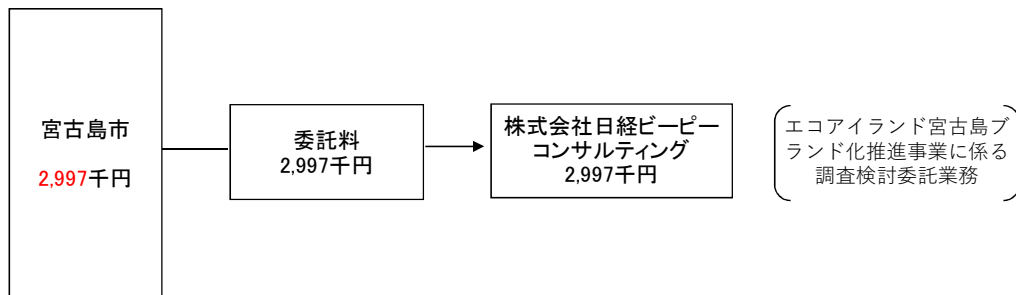 宮古島市
2,997千円
委託料
2,997千円
株式会社日経ビーピー
コンサルティング
2,997千円
エコアイランド宮古島ブ
ランド化推進事業に係る
調査検討委託業務